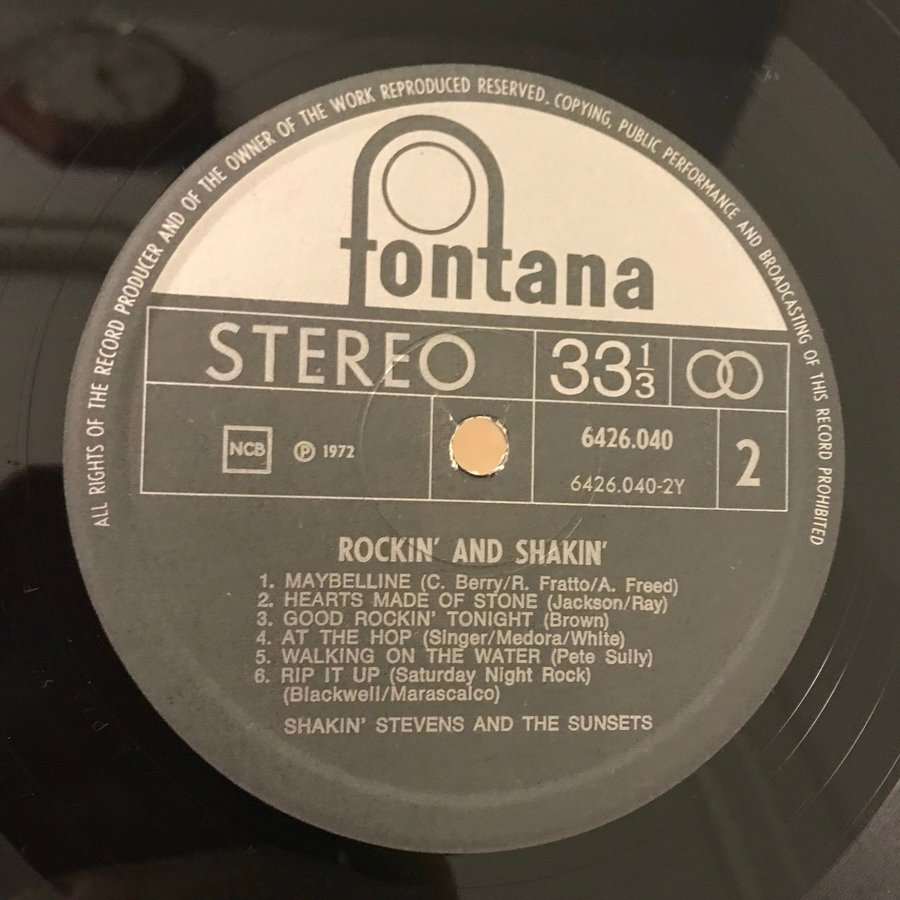 ALL RIGHTS OF THE RECORD PRODUCER AND OF THE OWNER OF THE WORK REPRODUCED RESERVED. COPYING, PUBLIC PERFORMANCE AND BROADCASTING OF THIS RECORD PROHIBITED
fontana
STEREO 33 1/3
NCB Ⓟ 1972 6426.040 2
6426.040-2Y
ROCKIN' AND SHAKIN'
1. MAYBELLINE (C. Berry/R. Fratto/A. Freed)
2. HEARTS MADE OF STONE (Jackson/Ray)
3. GOOD ROCKIN' TONIGHT (Brown)
4. AT THE HOP (Singer/Medora/White)
5. WALKING ON THE WATER (Pete Sully)
6. RIP IT UP (Saturday Night Rock)
(Blackwell/Marascalco)
SHAKIN' STEVENS AND THE SUNSETS